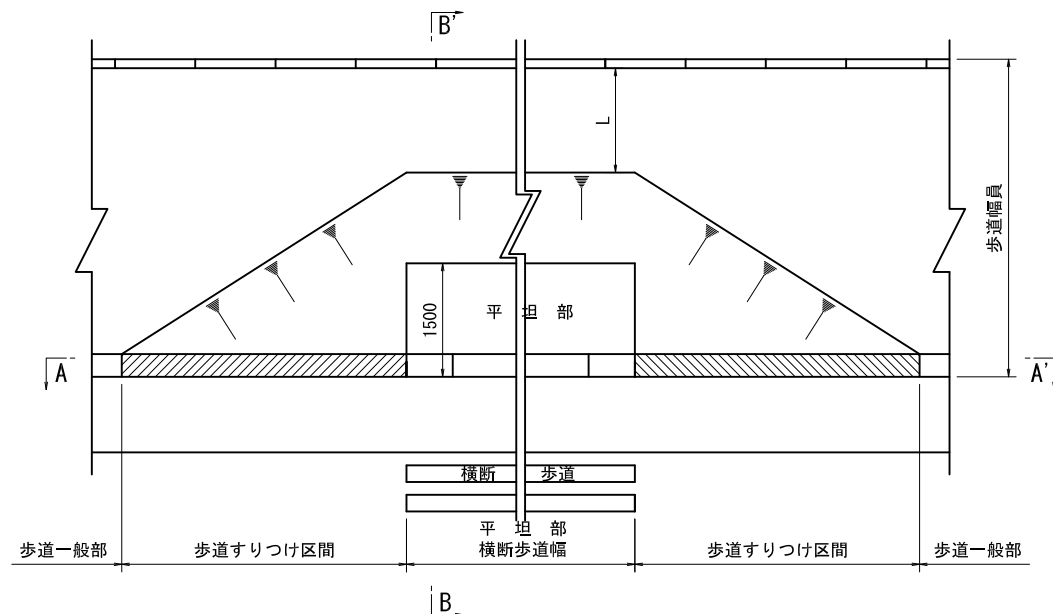 B'
L
歩道幅員
1500
平坦部
A
A'
横断 歩道
平坦部
歩道一般部
歩道すりつけ区間
横断歩道幅
歩道すりつけ区間
歩道一般部
B